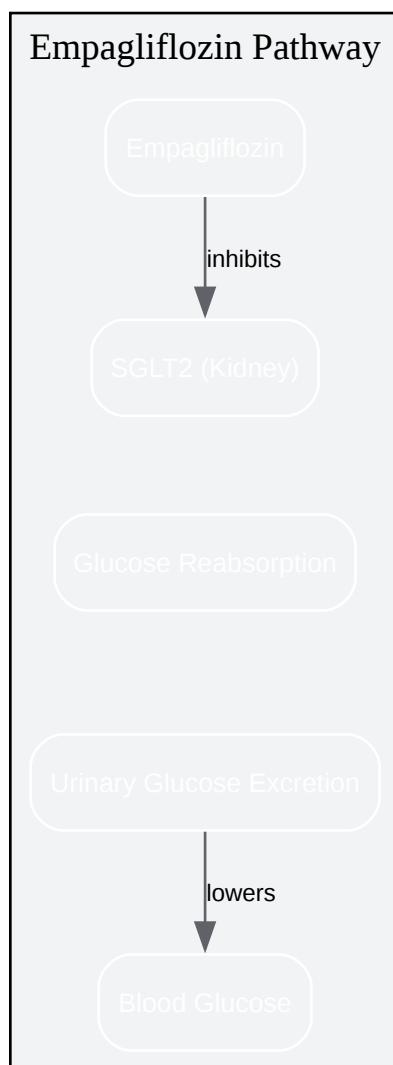 Empagliflozin Pathway
Empagliflozin
inhibits
SGLT2 (Kidney)
Glucose Reabsorption
Urinary Glucose Excretion
lowers
Blood Glucose